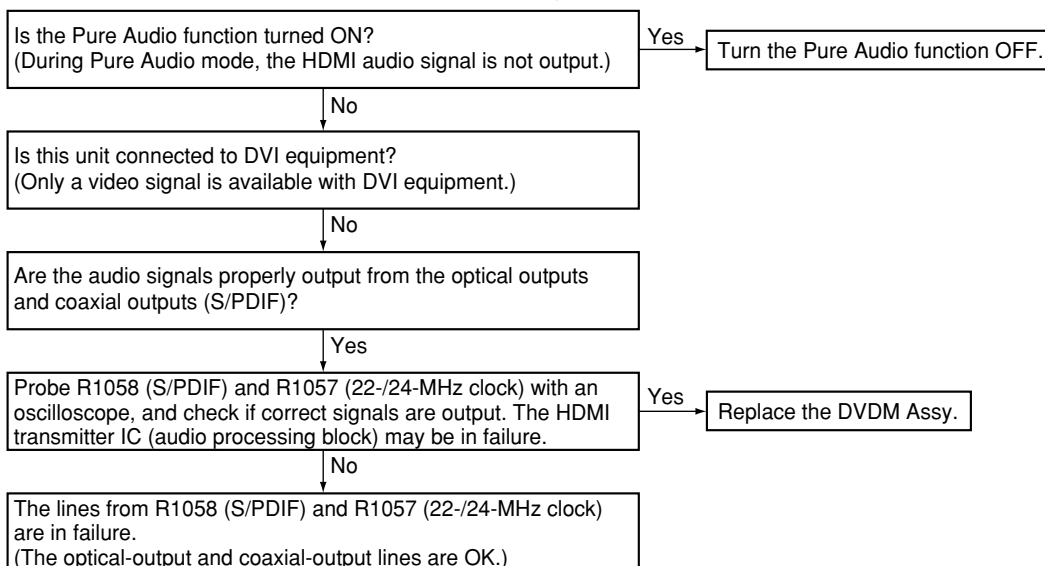 Is the Pure Audio function turned ON?
(During Pure Audio mode, the HDMI audio signal is not output.)
Yes
Turn the Pure Audio function OFF.
No
Is this unit connected to DVI equipment?
(Only a video signal is available with DVI equipment.)
No
Are the audio signals properly output from the optical outputs
and coaxial outputs (S/PDIF)?
Yes
Probe R1058 (S/PDIF) and R1057 (22-/24-MHz clock) with an
oscilloscope, and check if correct signals are output. The HDMI
transmitter IC (audio processing block) may be in failure.
Yes
Replace the DVDM Assy.
No
The lines from R1058 (S/PDIF) and R1057 (22-/24-MHz clock)
are in failure.
(The optical-output and coaxial-output lines are OK.)